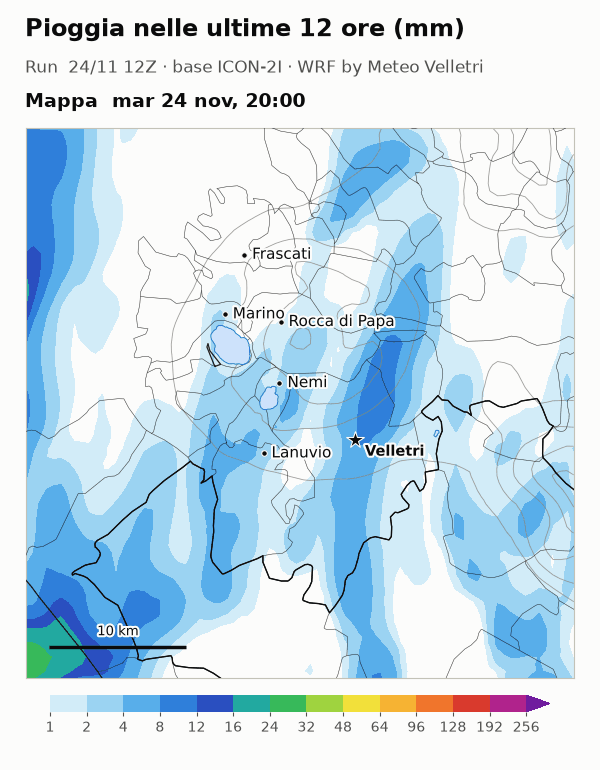 Pioggia nelle ultime 12 ore (mm)
Run  24/11 12Z · base ICON-2I · WRF by Meteo Velletri
Mappa  mar 24 nov, 20:00
Frascati
Marino
Rocca di Papa
Nemi
Velletri
Lanuvio
10 km
1 2 4 8 12 16 24 32 48 64 96 128 192 256